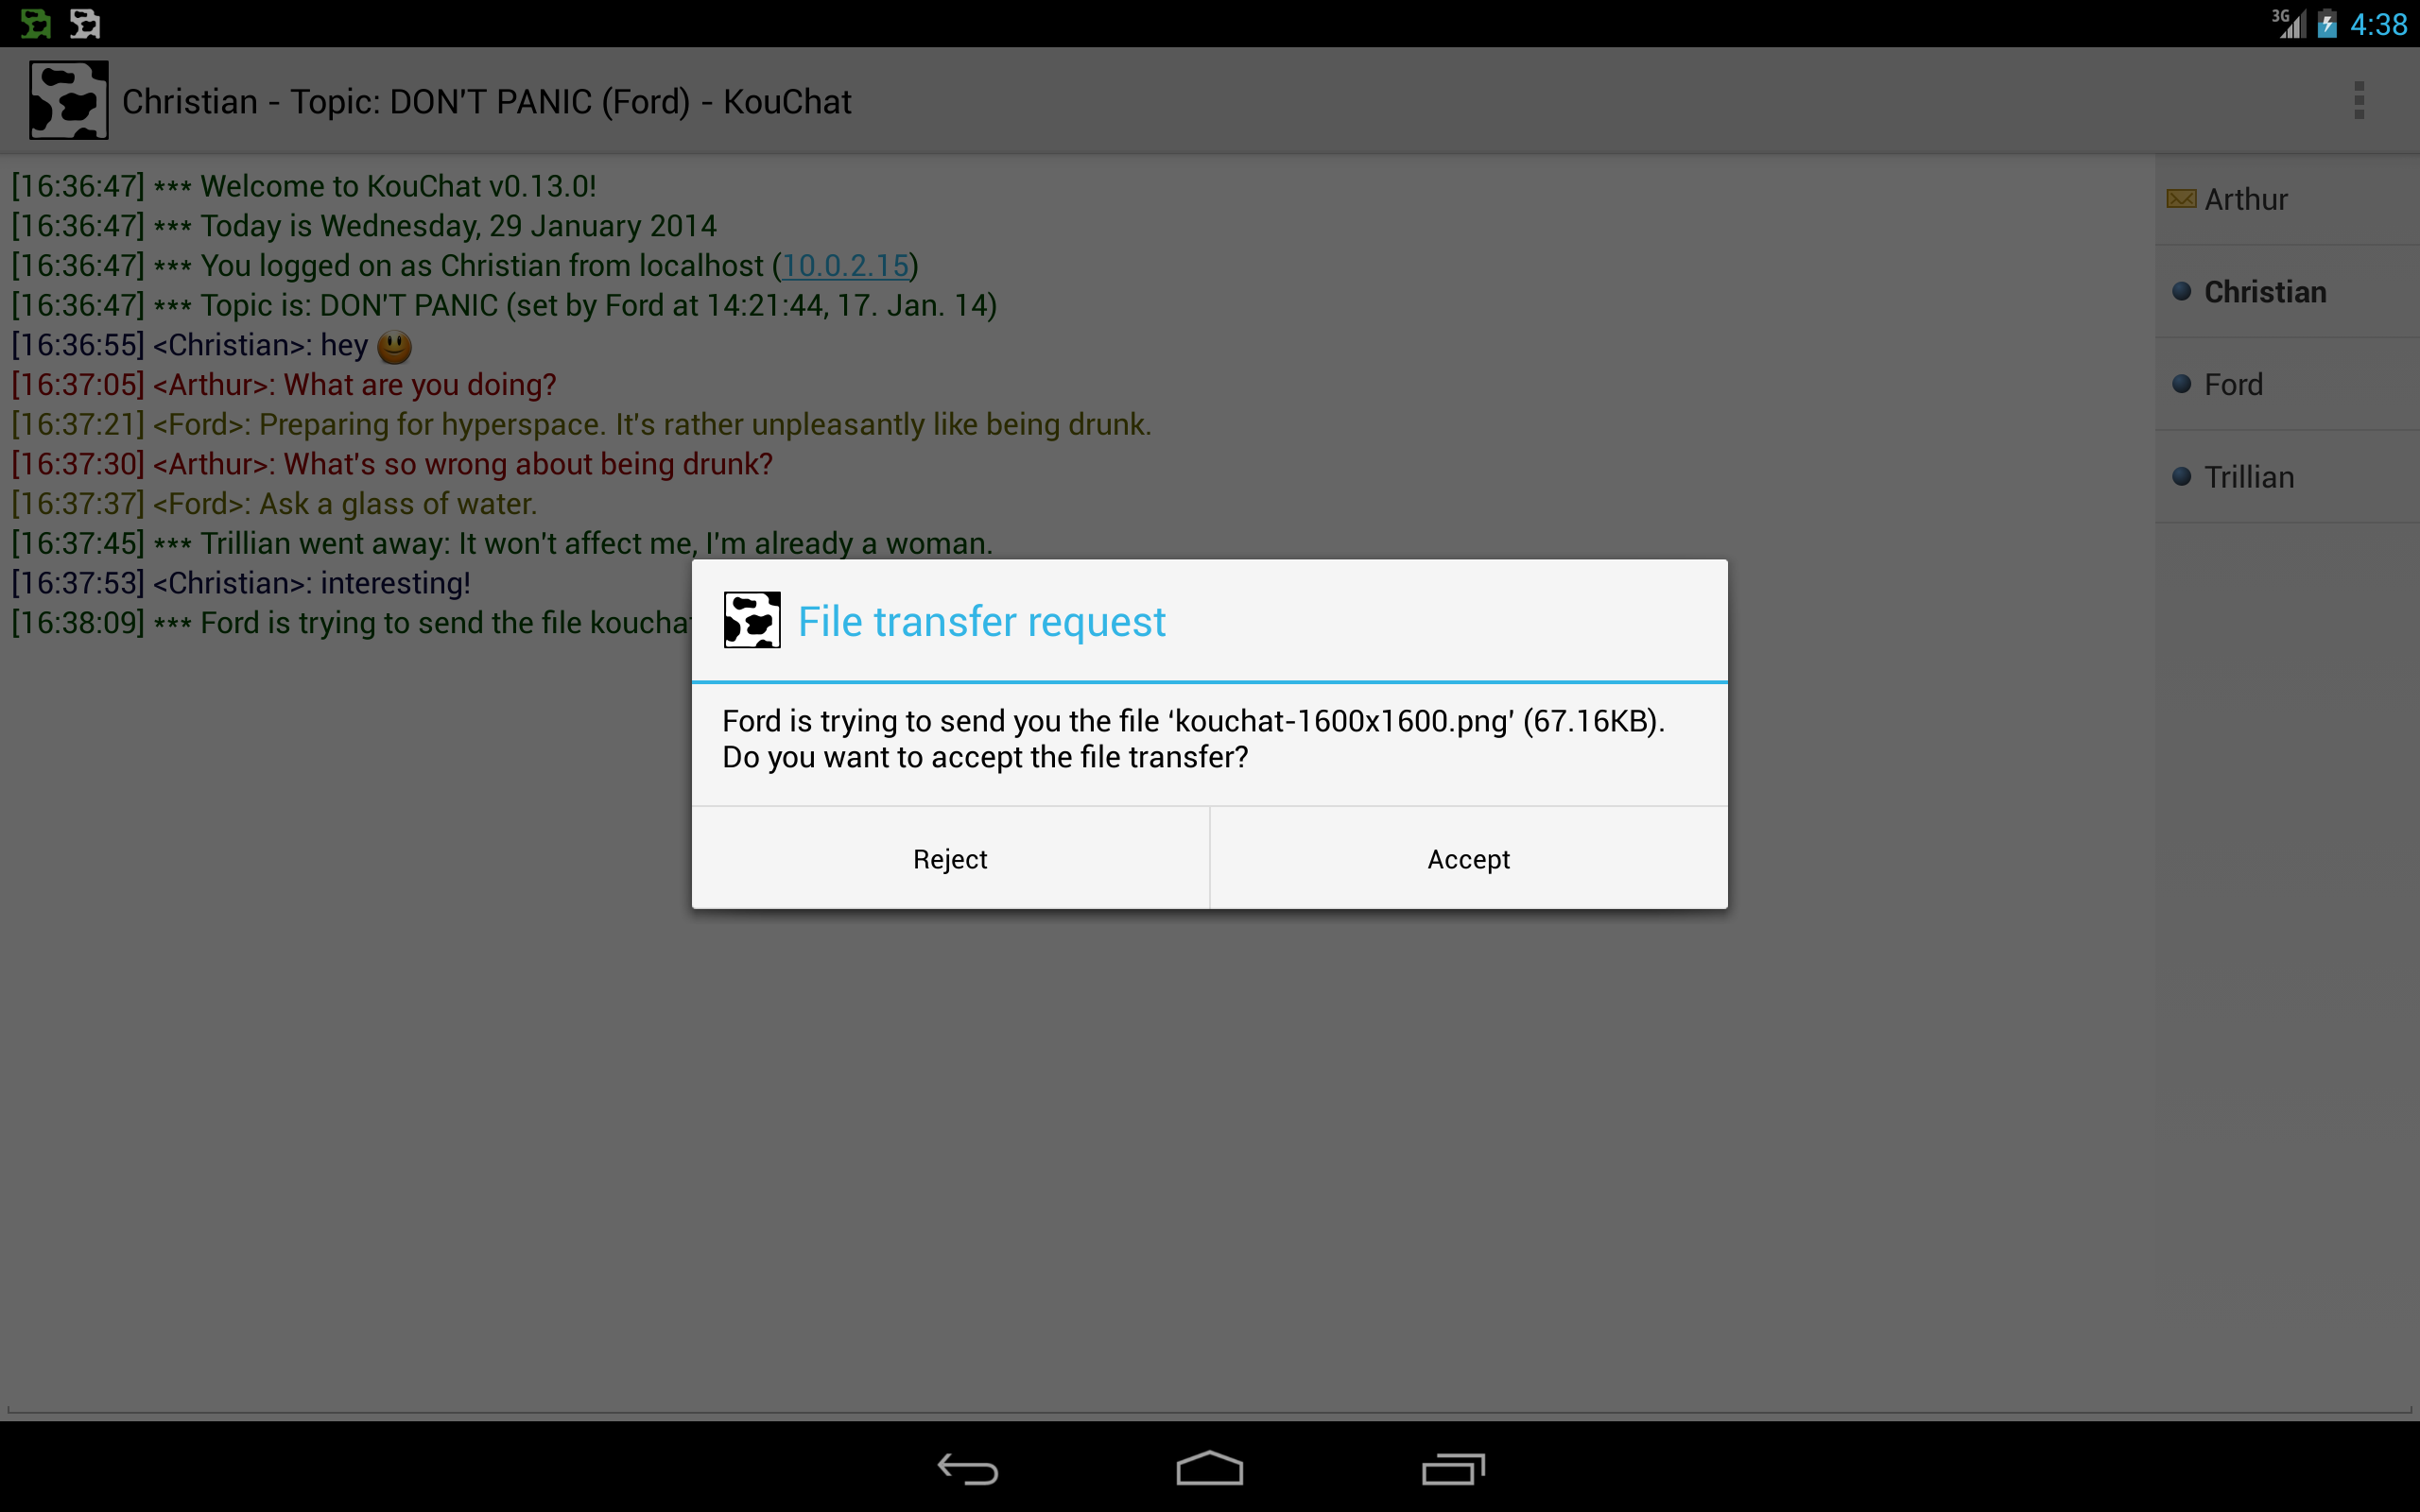 3G 4:38
Christian - Topic: DON'T PANIC (Ford) - KouChat
[16:36:47] *** Welcome to KouChat v0.13.0!
[16:36:47] *** Today is Wednesday, 29 January 2014
[16:36:47] *** You logged on as Christian from localhost (10.0.2.15)
[16:36:47] *** Topic is: DON'T PANIC (set by Ford at 14:21:44, 17. Jan. 14)
[16:36:55] <Christian>: hey
[16:37:05] <Arthur>: What are you doing?
[16:37:21] <Ford>: Preparing for hyperspace. It's rather unpleasantly like being drunk.
[16:37:30] <Arthur>: What's so wrong about being drunk?
[16:37:37] <Ford>: Ask a glass of water.
[16:37:45] *** Trillian went away: It won't affect me, I'm already a woman.
[16:37:53] <Christian>: interesting!
[16:38:09] *** Ford is trying to send the file koucha
Arthur
Christian
Ford
Trillian
File transfer request
Ford is trying to send you the file ‘kouchat-1600x1600.png’ (67.16KB).
Do you want to accept the file transfer?
Reject
Accept